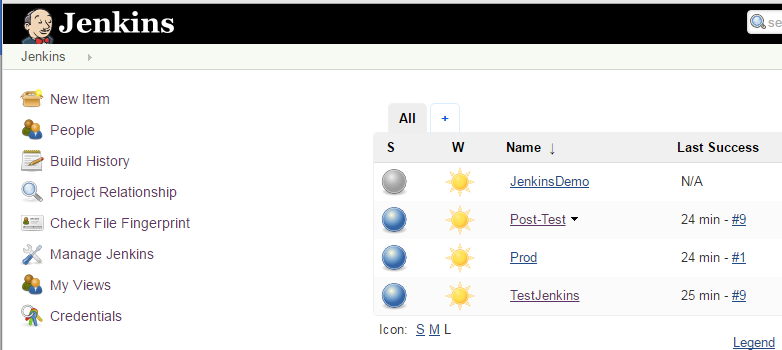 Jenkins
se
Jenkins
New Item
People
Build History
Project Relationship
Check File Fingerprint
Manage Jenkins
My Views
Credentials
All +
S W Name ↓ Last Success
JenkinsDemo N/A
Post-Test 24 min - #9
Prod 24 min - #1
TestJenkins 25 min - #9
Icon: S M L
Legend